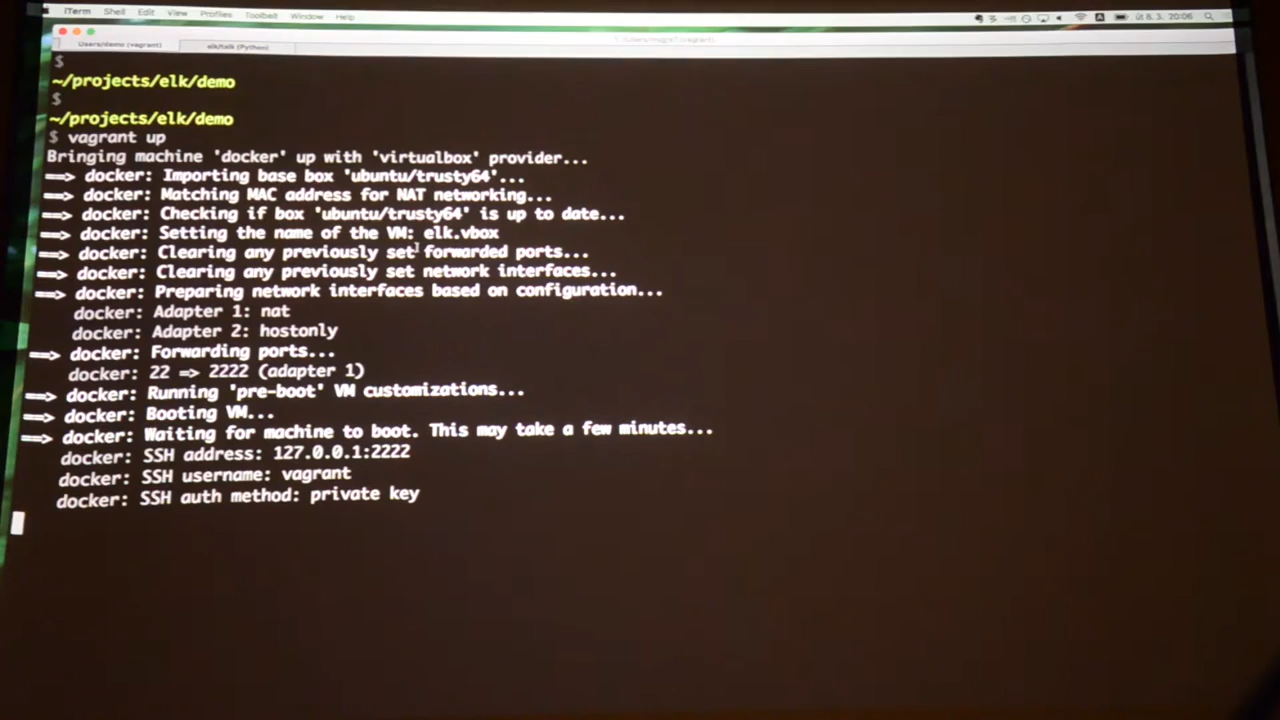 iTerm Shell Edit View Profiles Toolbelt Window Help
út 8. 3. 20:06
Users/demo (vagrant) elk/talk (Python)
$
~/projects/elk/demo
$
~/projects/elk/demo
$ vagrant up
Bringing machine 'docker' up with 'virtualbox' provider...
==> docker: Importing base box 'ubuntu/trusty64'...
==> docker: Matching MAC address for NAT networking...
==> docker: Checking if box 'ubuntu/trusty64' is up to date...
==> docker: Setting the name of the VM: elk.vbox
==> docker: Clearing any previously set forwarded ports...
==> docker: Clearing any previously set network interfaces...
==> docker: Preparing network interfaces based on configuration...
docker: Adapter 1: nat
docker: Adapter 2: hostonly
==> docker: Forwarding ports...
docker: 22 => 2222 (adapter 1)
==> docker: Running 'pre-boot' VM customizations...
==> docker: Booting VM...
==> docker: Waiting for machine to boot. This may take a few minutes...
docker: SSH address: 127.0.0.1:2222
docker: SSH username: vagrant
docker: SSH auth method: private key